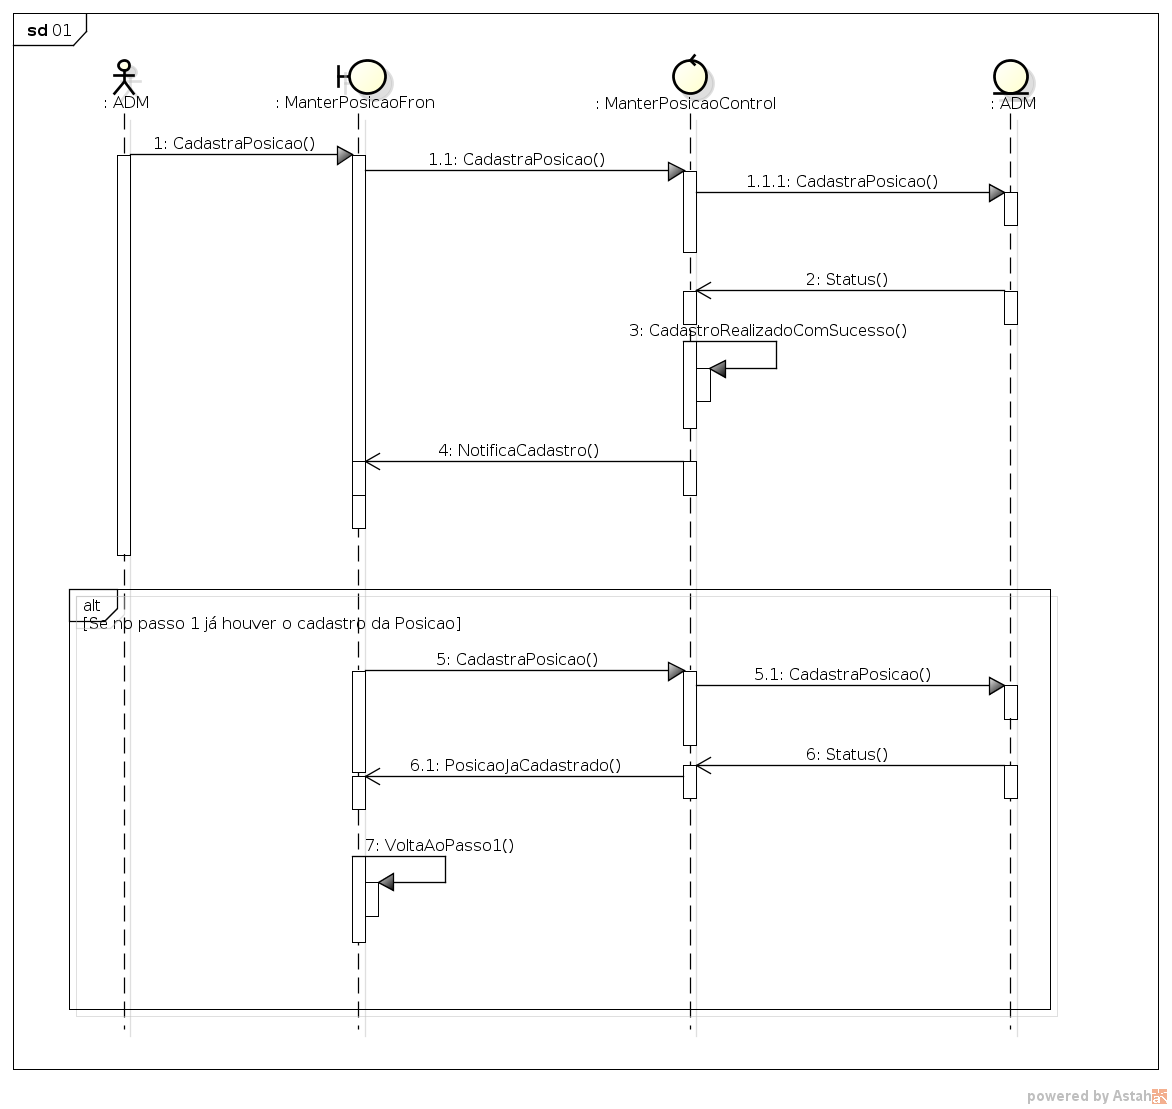 sd 01
: ADM
: ManterPosicaoFron
: ManterPosicaoControl
: ADM
1: CadastraPosicao()
1.1: CadastraPosicao()
1.1.1: CadastraPosicao()
2: Status()
3: CadastroRealizadoComSucesso()
4: NotificaCadastro()
alt
[Se no passo 1 já houver o cadastro da Posicao]
5: CadastraPosicao()
5.1: CadastraPosicao()
6: Status()
6.1: PosicaoJaCadastrado()
7: VoltaAoPasso1()
powered by Astah